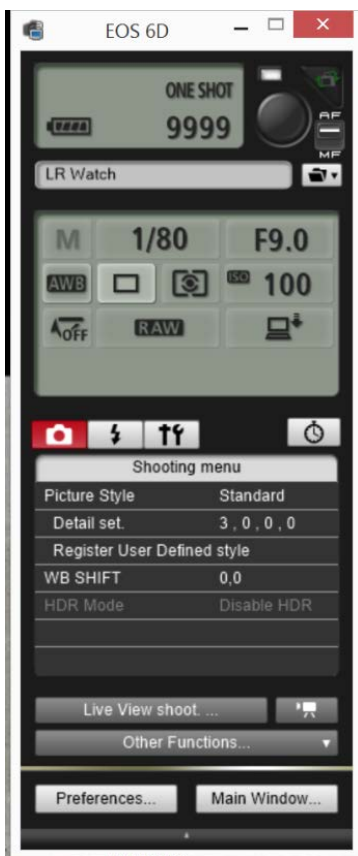 EOS 6D
ONE SHOT
9999
AF
MF
LR Watch
M 1/80 F9.0
AWB ISO 100
OFF RAW
Shooting menu
Picture Style Standard
Detail set. 3 , 0 , 0 , 0
Register User Defined style
WB SHIFT 0,0
HDR Mode Disable HDR
Live View shoot. ...
Other Functions...
Preferences... Main Window...